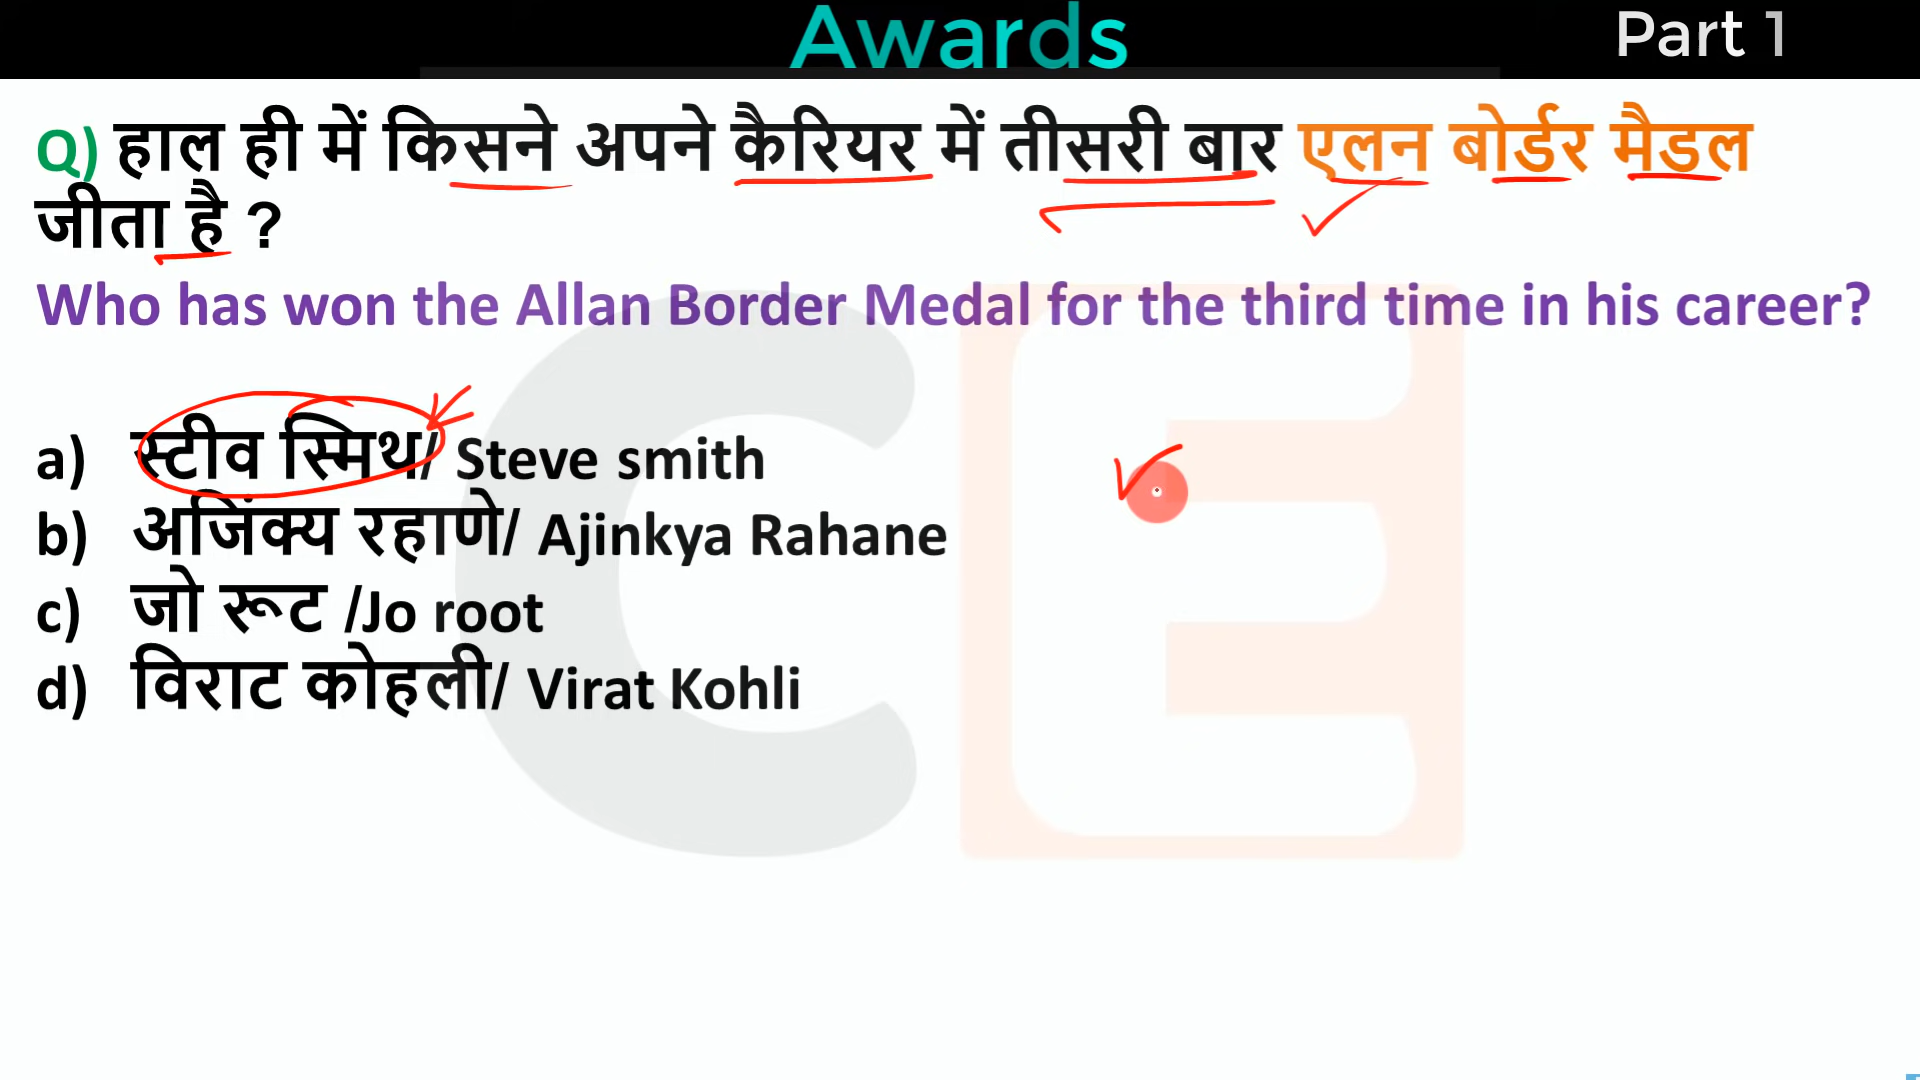 Awards
Part 1
Q) हाल ही में किसने अपने कैरियर में तीसरी बार एलन बोर्डर मैडल
जीता है ?
Who has won the Allan Border Medal for the third time in his career?
a) स्टीव स्मिथ/ Steve smith
b) अजिंक्य रहाणे/ Ajinkya Rahane
c) जो रूट /Jo root
d) विराट कोहली/ Virat Kohli
CE